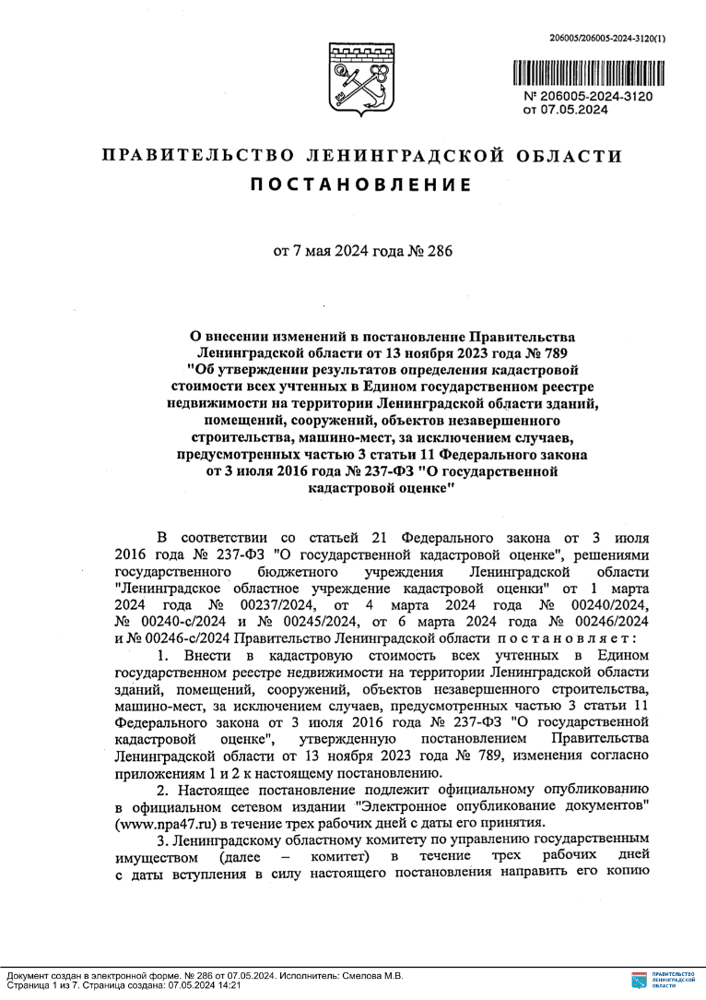 206005/206005-2024-3120(1)
№ 206005-2024-3120
от 07.05.2024
ПРАВИТЕЛЬСТВО ЛЕНИНГРАДСКОЙ ОБЛАСТИ
ПОСТАНОВЛЕНИЕ
от 7 мая 2024 года № 286
О внесении изменений в постановление Правительства
Ленинградской области от 13 ноября 2023 года № 789
"Об утверждении результатов определения кадастровой
стоимости всех учтенных в Едином государственном реестре
недвижимости на территории Ленинградской области зданий,
помещений, сооружений, объектов незавершенного
строительства, машино-мест, за исключением случаев,
предусмотренных частью 3 статьи 11 Федерального закона
от 3 июля 2016 года № 237-ФЗ "О государственной
кадастровой оценке"
В соответствии со статьей 21 Федерального закона от 3 июля
2016 года № 237-ФЗ "О государственной кадастровой оценке", решениями
государственного бюджетного учреждения Ленинградской области
"Ленинградское областное учреждение кадастровой оценки" от 1 марта
2024 года № 00237/2024, от 4 марта 2024 года № 00240/2024,
№ 00240-с/2024 и № 00245/2024, от 6 марта 2024 года № 00246/2024
и № 00246-с/2024 Правительство Ленинградской области п о с т а н о в л я е т :
1. Внести в кадастровую стоимость всех учтенных в Едином
государственном реестре недвижимости на территории Ленинградской области
зданий, помещений, сооружений, объектов незавершенного строительства,
машино-мест, за исключением случаев, предусмотренных частью 3 статьи 11
Федерального закона от 3 июля 2016 года № 237-ФЗ "О государственной
кадастровой оценке", утвержденную постановлением Правительства
Ленинградской области от 13 ноября 2023 года № 789, изменения согласно
приложениям 1 и 2 к настоящему постановлению.
2. Настоящее постановление подлежит официальному опубликованию
в официальном сетевом издании "Электронное опубликование документов"
(www.npa47.ru) в течение трех рабочих дней с даты его принятия.
3. Ленинградскому областному комитету по управлению государственным
имуществом (далее – комитет) в течение трех рабочих дней
с даты вступления в силу настоящего постановления направить его копию
Документ создан в электронной форме. № 286 от 07.05.2024. Исполнитель: Смелова М.В.
Страница 1 из 7. Страница создана: 07.05.2024 14:21
ПРАВИТЕЛЬСТВО
ЛЕНИНГРАДСКОЙ
ОБЛАСТИ